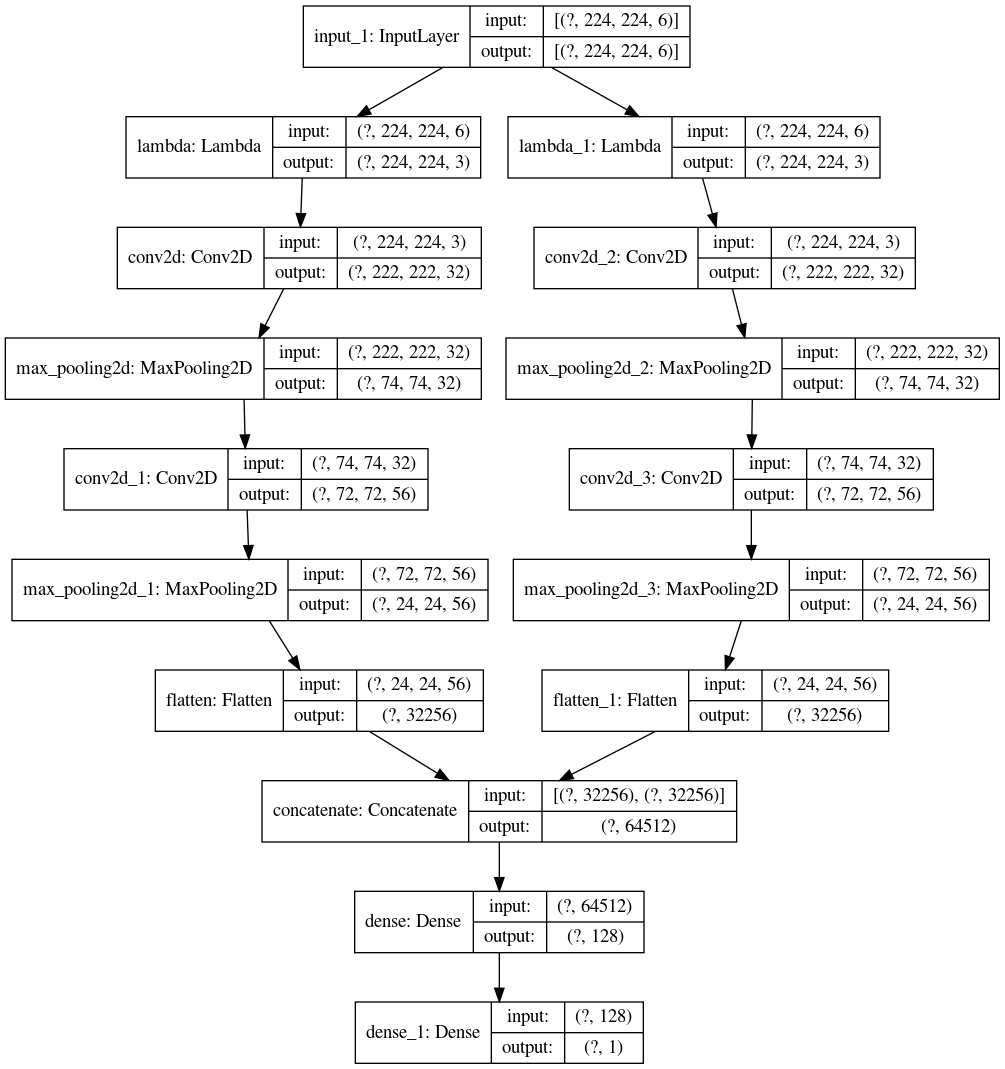 input_1: InputLayer
input: [(?, 224, 224, 6)]
output: [(?, 224, 224, 6)]
lambda: Lambda
input: (?, 224, 224, 6)
output: (?, 224, 224, 3)
lambda_1: Lambda
input: (?, 224, 224, 6)
output: (?, 224, 224, 3)
conv2d: Conv2D
input: (?, 224, 224, 3)
output: (?, 222, 222, 32)
conv2d_2: Conv2D
input: (?, 224, 224, 3)
output: (?, 222, 222, 32)
max_pooling2d: MaxPooling2D
input: (?, 222, 222, 32)
output: (?, 74, 74, 32)
max_pooling2d_2: MaxPooling2D
input: (?, 222, 222, 32)
output: (?, 74, 74, 32)
conv2d_1: Conv2D
input: (?, 74, 74, 32)
output: (?, 72, 72, 56)
conv2d_3: Conv2D
input: (?, 74, 74, 32)
output: (?, 72, 72, 56)
max_pooling2d_1: MaxPooling2D
input: (?, 72, 72, 56)
output: (?, 24, 24, 56)
max_pooling2d_3: MaxPooling2D
input: (?, 72, 72, 56)
output: (?, 24, 24, 56)
flatten: Flatten
input: (?, 24, 24, 56)
output: (?, 32256)
flatten_1: Flatten
input: (?, 24, 24, 56)
output: (?, 32256)
concatenate: Concatenate
input: [(?, 32256), (?, 32256)]
output: (?, 64512)
dense: Dense
input: (?, 64512)
output: (?, 128)
dense_1: Dense
input: (?, 128)
output: (?, 1)